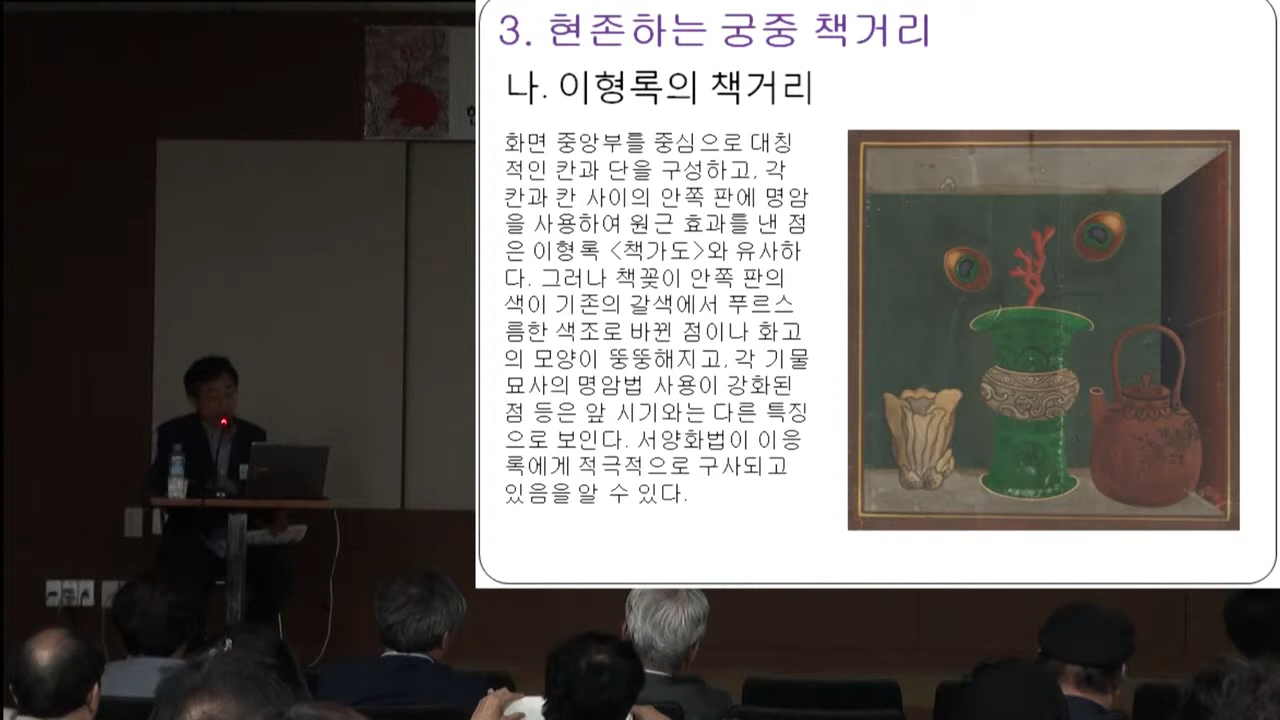 3. 현존하는 궁중 책거리
나. 이형록의 책거리
화면 중앙부를 중심으로 대칭
적인 칸과 단을 구성하고, 각
칸과 칸 사이의 안쪽 판에 명암
을 사용하여 원근 효과를 낸 점
은 이형록 <책가도>와 유사하
다. 그러나 책꽂이 안쪽 판의
색이 기존의 갈색에서 푸르스
름한 색조로 바뀐 점이나 화고
의 모양이 뚱뚱해지고, 각 기물
묘사의 명암법 사용이 강화된
점 등은 앞 시기와는 다른 특징
으로 보인다. 서양화법이 이응
록에게 적극적으로 구사되고
있음을 알 수 있다.